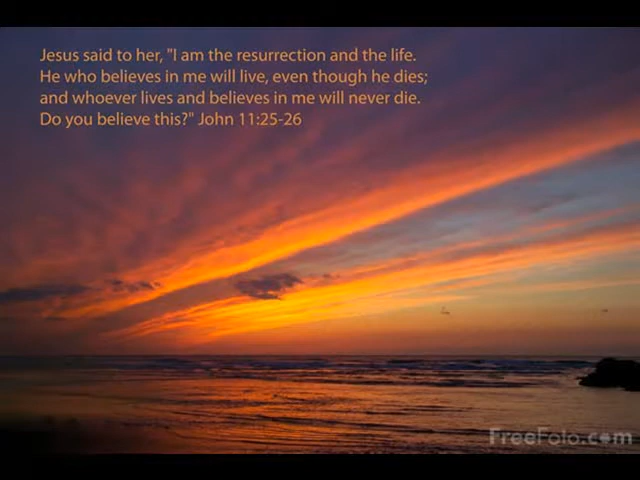 Jesus said to her, "I am the resurrection and the life.
He who believes in me will live, even though he dies;
and whoever lives and believes in me will never die.
Do you believe this?" John 11:25-26
FreeFoto.com